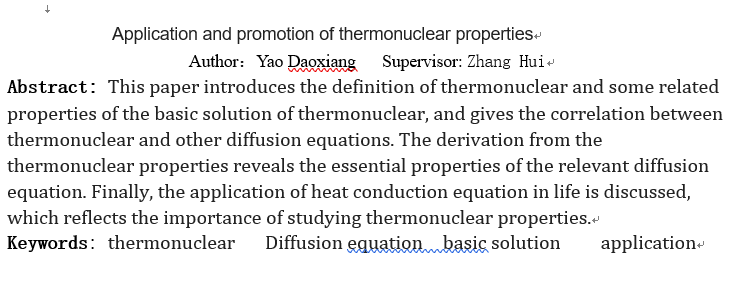 Application and promotion of thermonuclear properties
Author： Yao Daoxiang Supervisor: Zhang Hui
Abstract: This paper introduces the definition of thermonuclear and some related
properties of the basic solution of thermonuclear, and gives the correlation between
thermonuclear and other diffusion equations. The derivation from the
thermonuclear properties reveals the essential properties of the relevant diffusion
equation. Finally, the application of heat conduction equation in life is discussed,
which reflects the importance of studying thermonuclear properties.
Keywords: thermonuclear Diffusion equation basic solution application